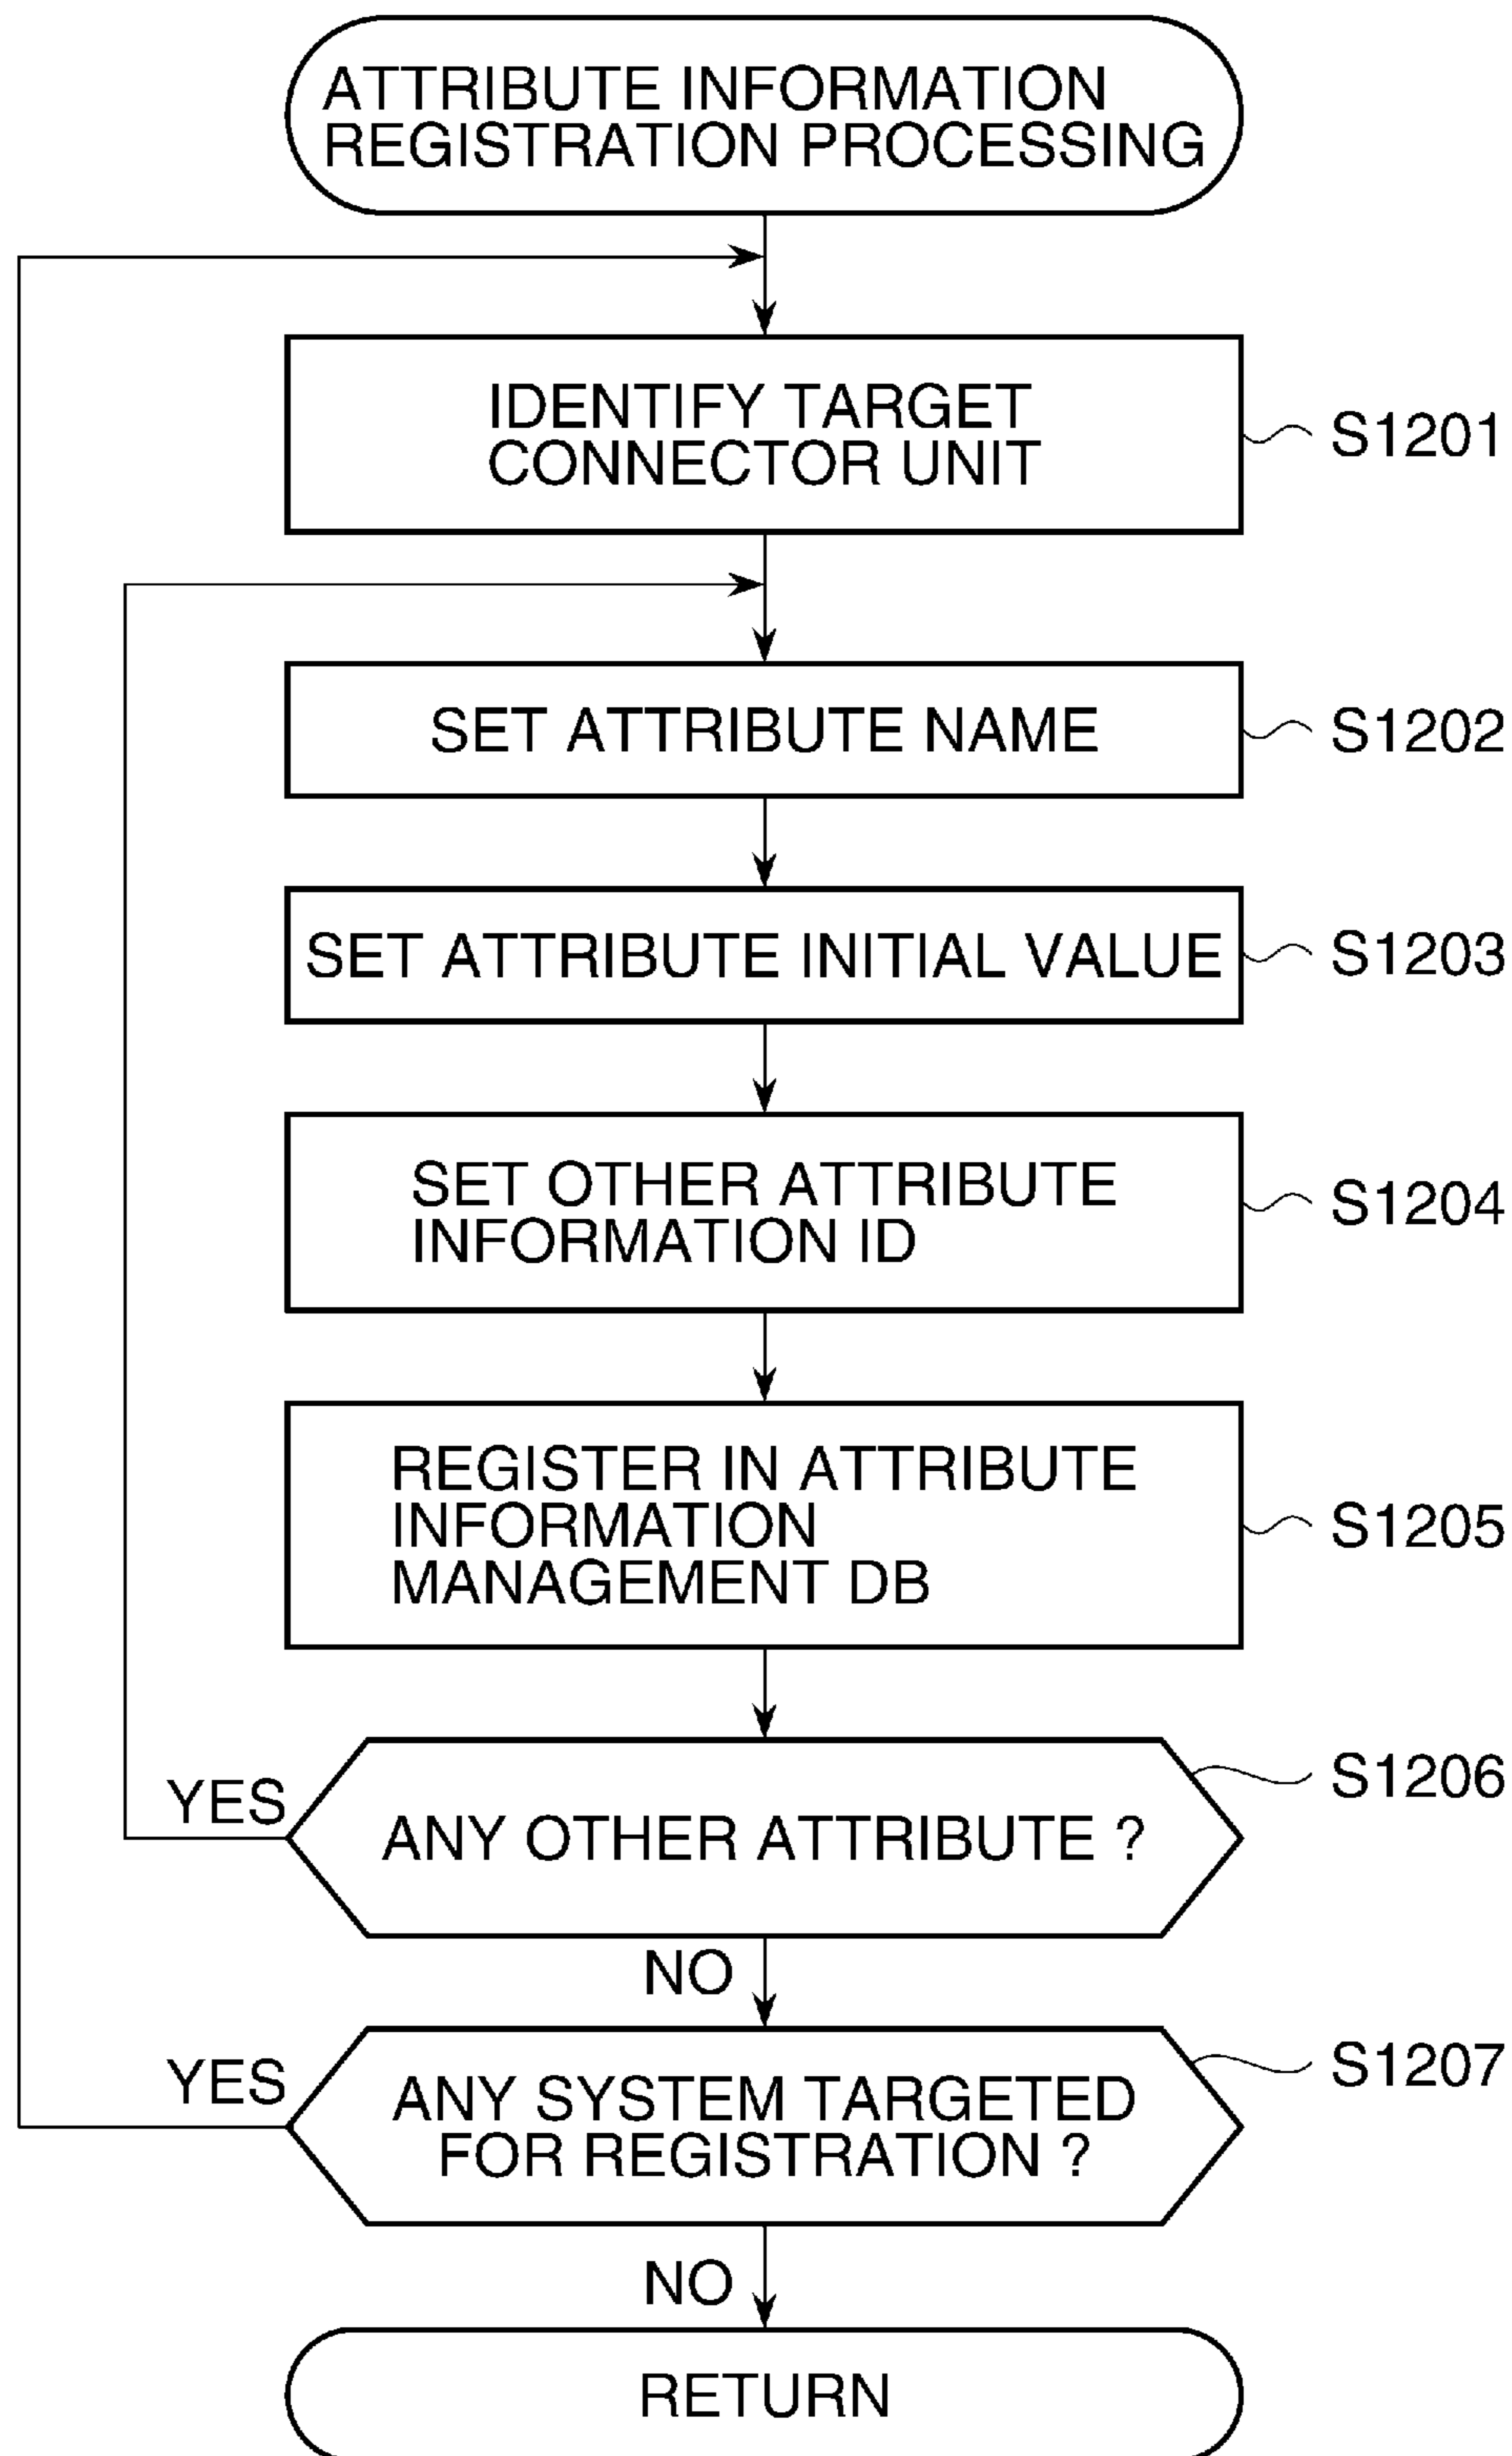 ATTRIBUTE INFORMATION
REGISTRATION PROCESSING
IDENTIFY TARGET
CONNECTOR UNIT
S1201
SET ATTRIBUTE NAME
S1202
SET ATTRIBUTE INITIAL VALUE
S1203
SET OTHER ATTRIBUTE
INFORMATION ID
S1204
REGISTER IN ATTRIBUTE
INFORMATION
MANAGEMENT DB
S1205
S1206
YES
ANY OTHER ATTRIBUTE ?
NO
S1207
YES
ANY SYSTEM TARGETED
FOR REGISTRATION ?
NO
RETURN